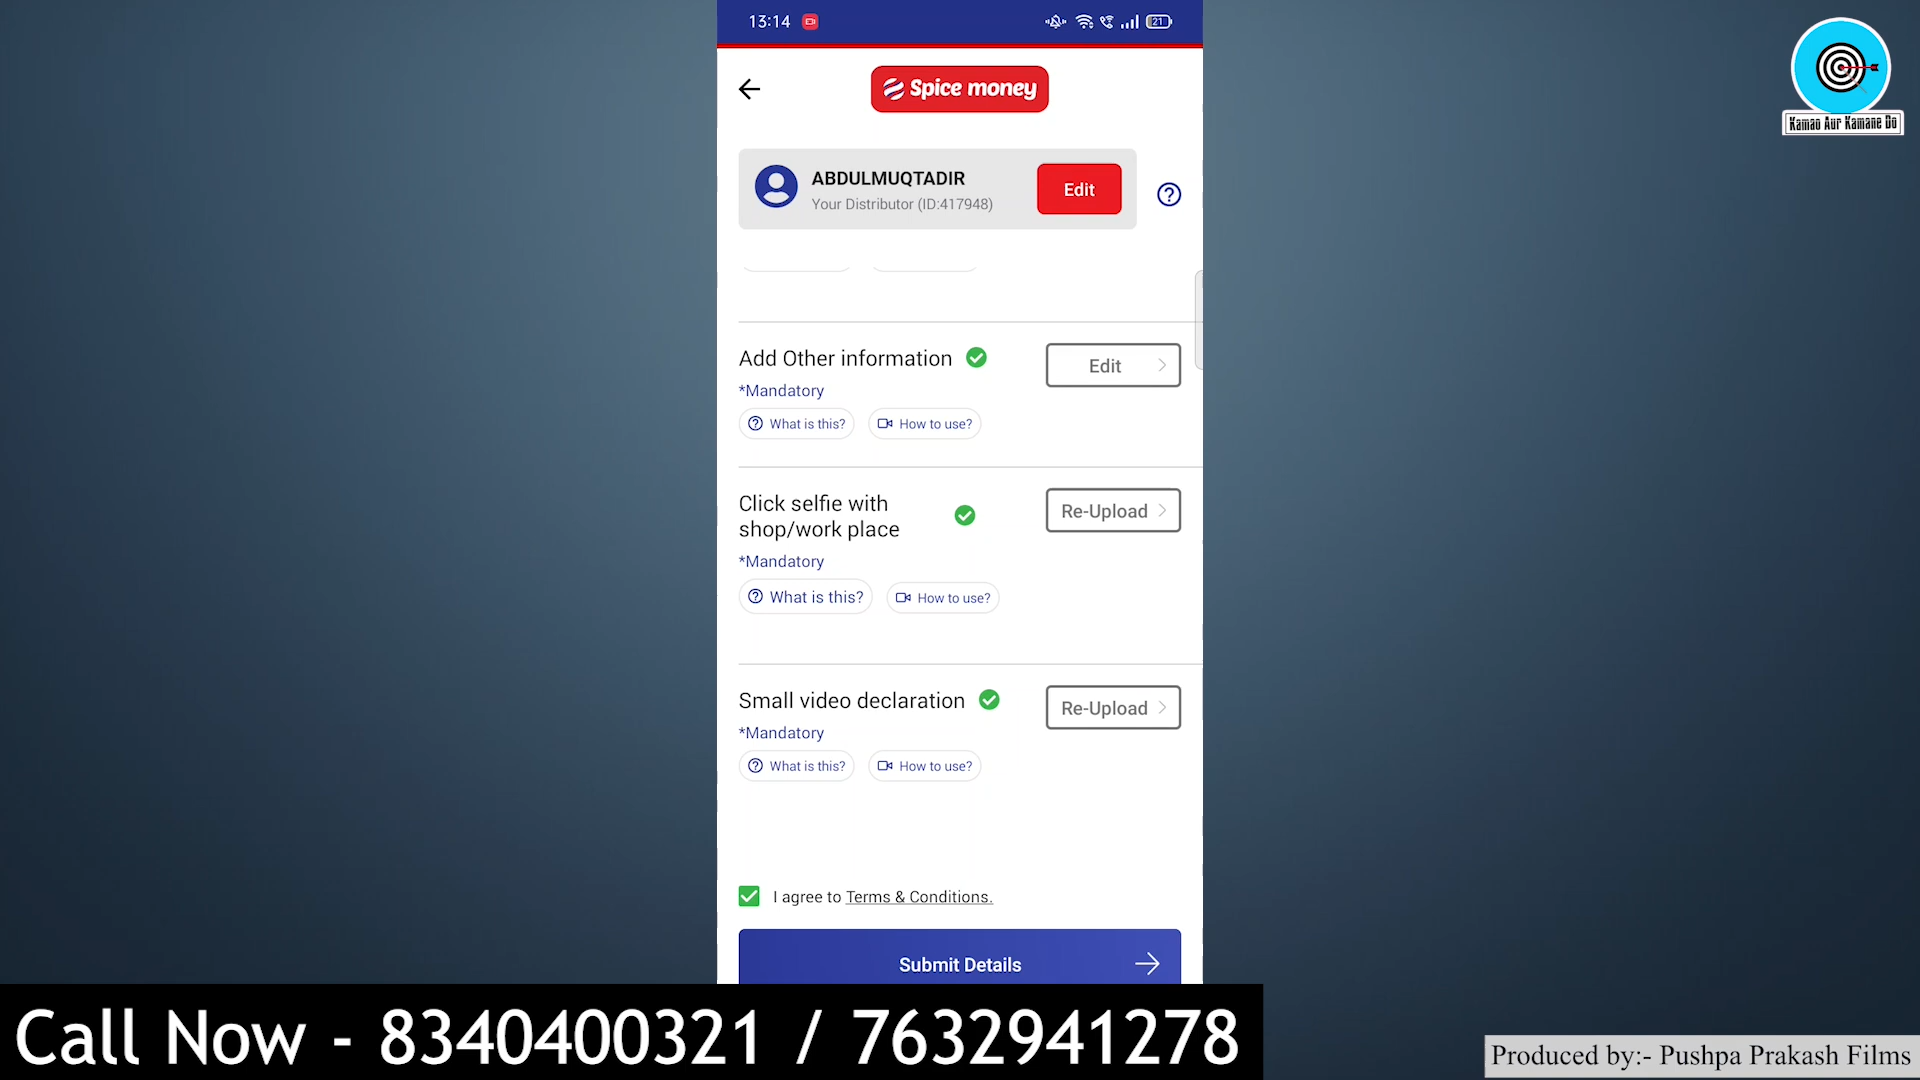 13:14
21
Spice money
Kamao Aur Kamane Do
ABDULMUQTADIR
Your Distributor (ID:417948)
Edit
Add Other information
Edit
*Mandatory
What is this?
How to use?
Click selfie with
shop/work place
Re-Upload
*Mandatory
What is this?
How to use?
Small video declaration
Re-Upload
*Mandatory
What is this?
How to use?
I agree to Terms & Conditions.
Submit Details
Call Now - 8340400321 / 7632941278
Produced by:- Pushpa Prakash Films